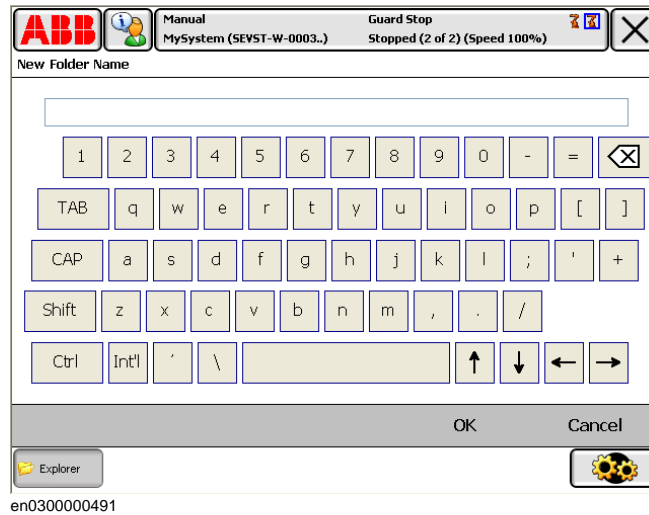 ABB Manual Guard Stop
MySystem (SEVST-W-0003..) Stopped (2 of 2) (Speed 100%)
New Folder Name
1 2 3 4 5 6 7 8 9 0 - =
TAB q w e r t y u i o p [ ]
CAP a s d f g h j k l ; ' +
Shift z x c v b n m , . /
Ctrl Int'l ´ \
OK Cancel
Explorer
en0300000491